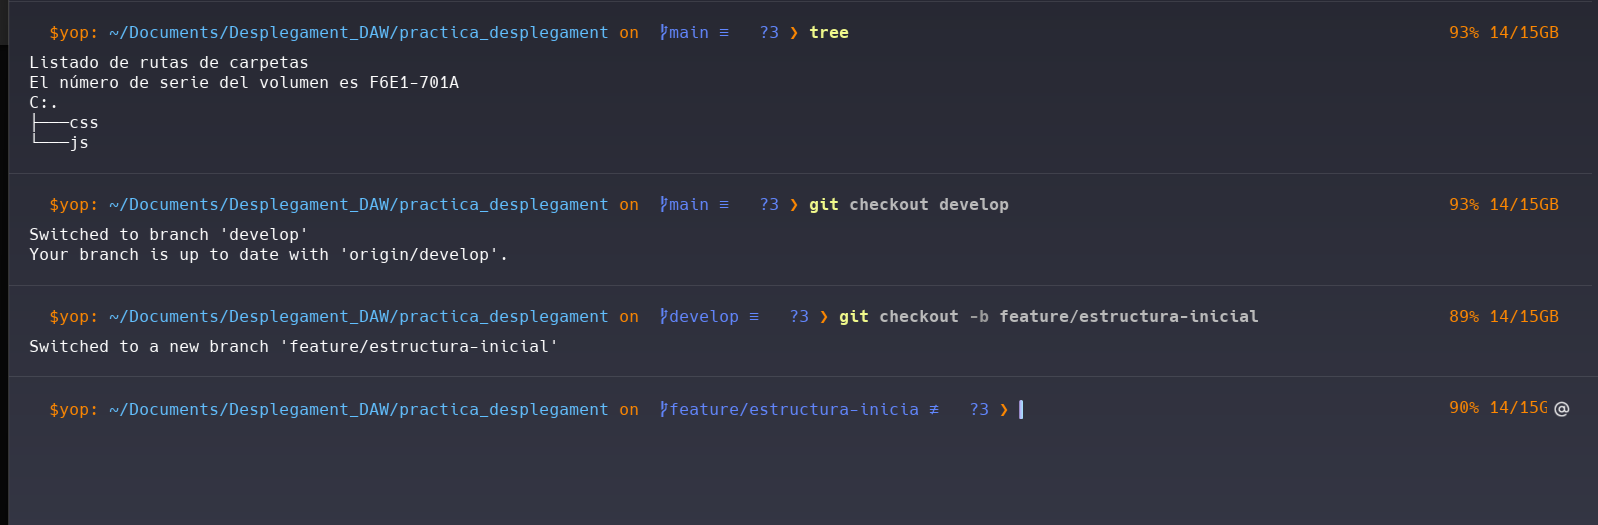 $yop: ~/Documents/Desplegament_DAW/practica_desplegament on main ≡ ?3 ❯ tree 93% 14/15GB
Listado de rutas de carpetas
El número de serie del volumen es F6E1-701A
C:.
├───css
└───js
$yop: ~/Documents/Desplegament_DAW/practica_desplegament on main ≡ ?3 ❯ git checkout develop 93% 14/15GB
Switched to branch 'develop'
Your branch is up to date with 'origin/develop'.
$yop: ~/Documents/Desplegament_DAW/practica_desplegament on develop ≡ ?3 ❯ git checkout -b feature/estructura-inicial 89% 14/15GB
Switched to a new branch 'feature/estructura-inicial'
$yop: ~/Documents/Desplegament_DAW/practica_desplegament on feature/estructura-inicia ≢ ?3 ❯ 90% 14/15G @